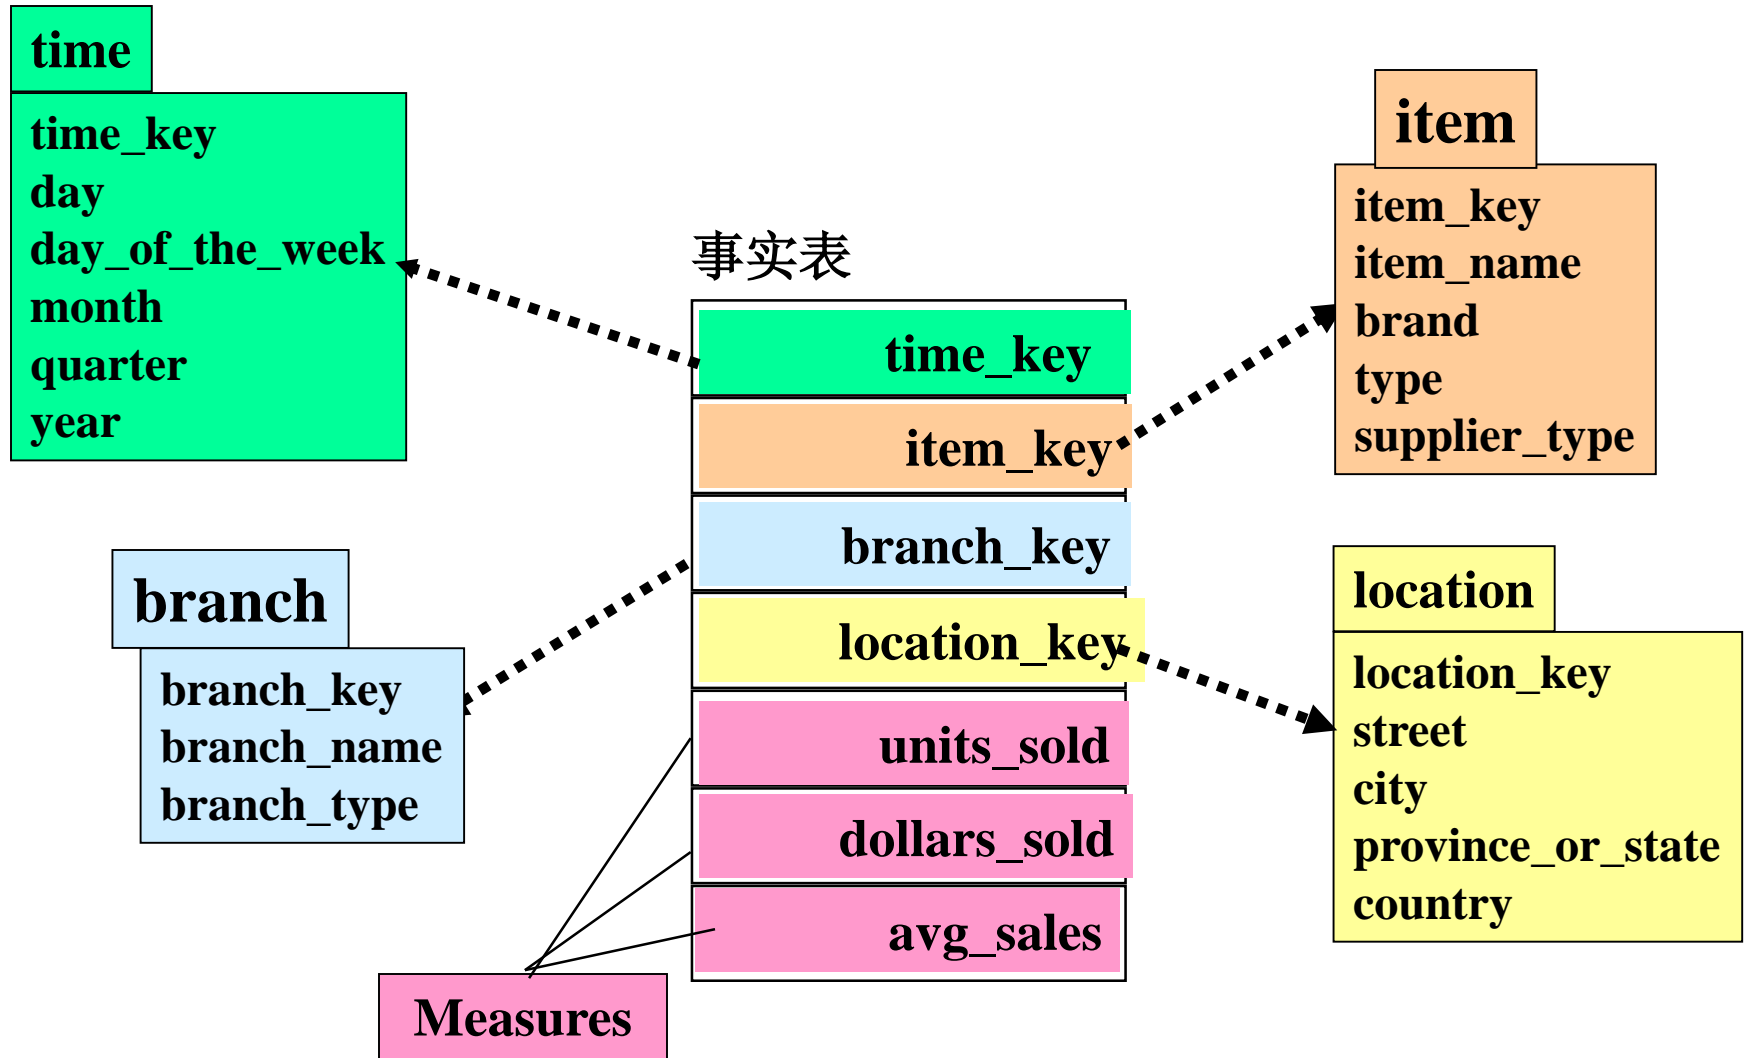 time
time_key
day
day_of_the_week
month
quarter
year
item
item_key
item_name
brand
type
supplier_type
事实表
time_key
item_key
branch_key
location_key
units_sold
dollars_sold
avg_sales
branch
branch_key
branch_name
branch_type
location
location_key
street
city
province_or_state
country
Measures